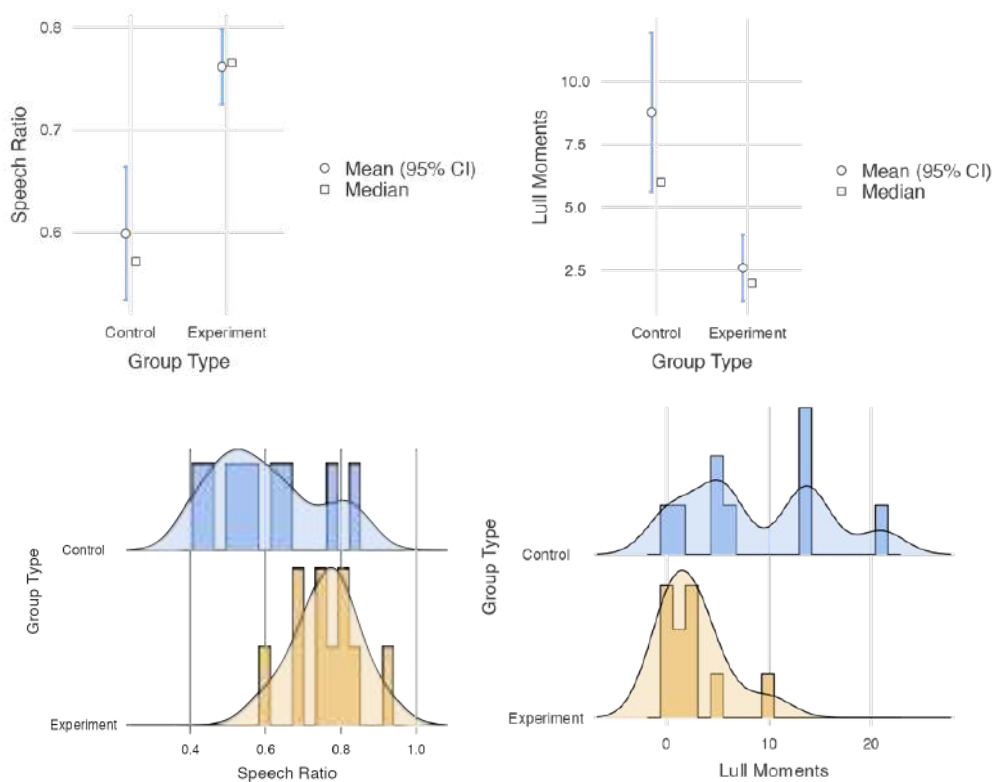 0.8
0.7
0.6
Speech Ratio
Control Experiment
Group Type
Mean (95% CI)
Median
10.0
7.5
5.0
2.5
Lull Moments
Control Experiment
Group Type
Mean (95% CI)
Median
Group Type
Control
Experiment
0.4 0.6 0.8 1.0
Speech Ratio
Group Type
Control
Experiment
0 10 20
Lull Moments